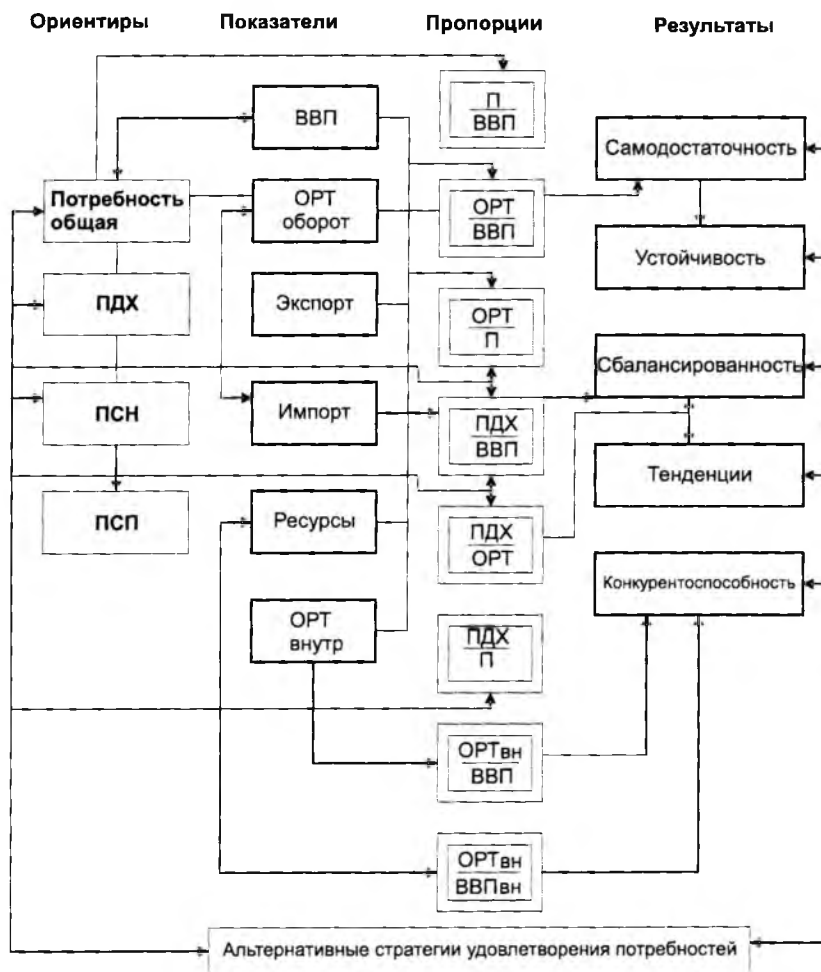 Ориентиры Показатели Пропорции Результаты
Потребность
общая
ПДХ
ПСН
ПСП
ВВП
ОРТ
оборот
Экспорт
Импорт
Ресурсы
ОРТ
внутр
П
ВВП
ОРТ
ВВП
ОРТ
П
ПДХ
ВВП
ПДХ
ОРТ
ПДХ
П
ОРТвн
ВВП
ОРТвн
ВВПвн
Самодостаточность
Устойчивость
Сбалансированность
Тенденции
Конкурентоспособность
Альтернативные стратегии удовлетворения потребностей